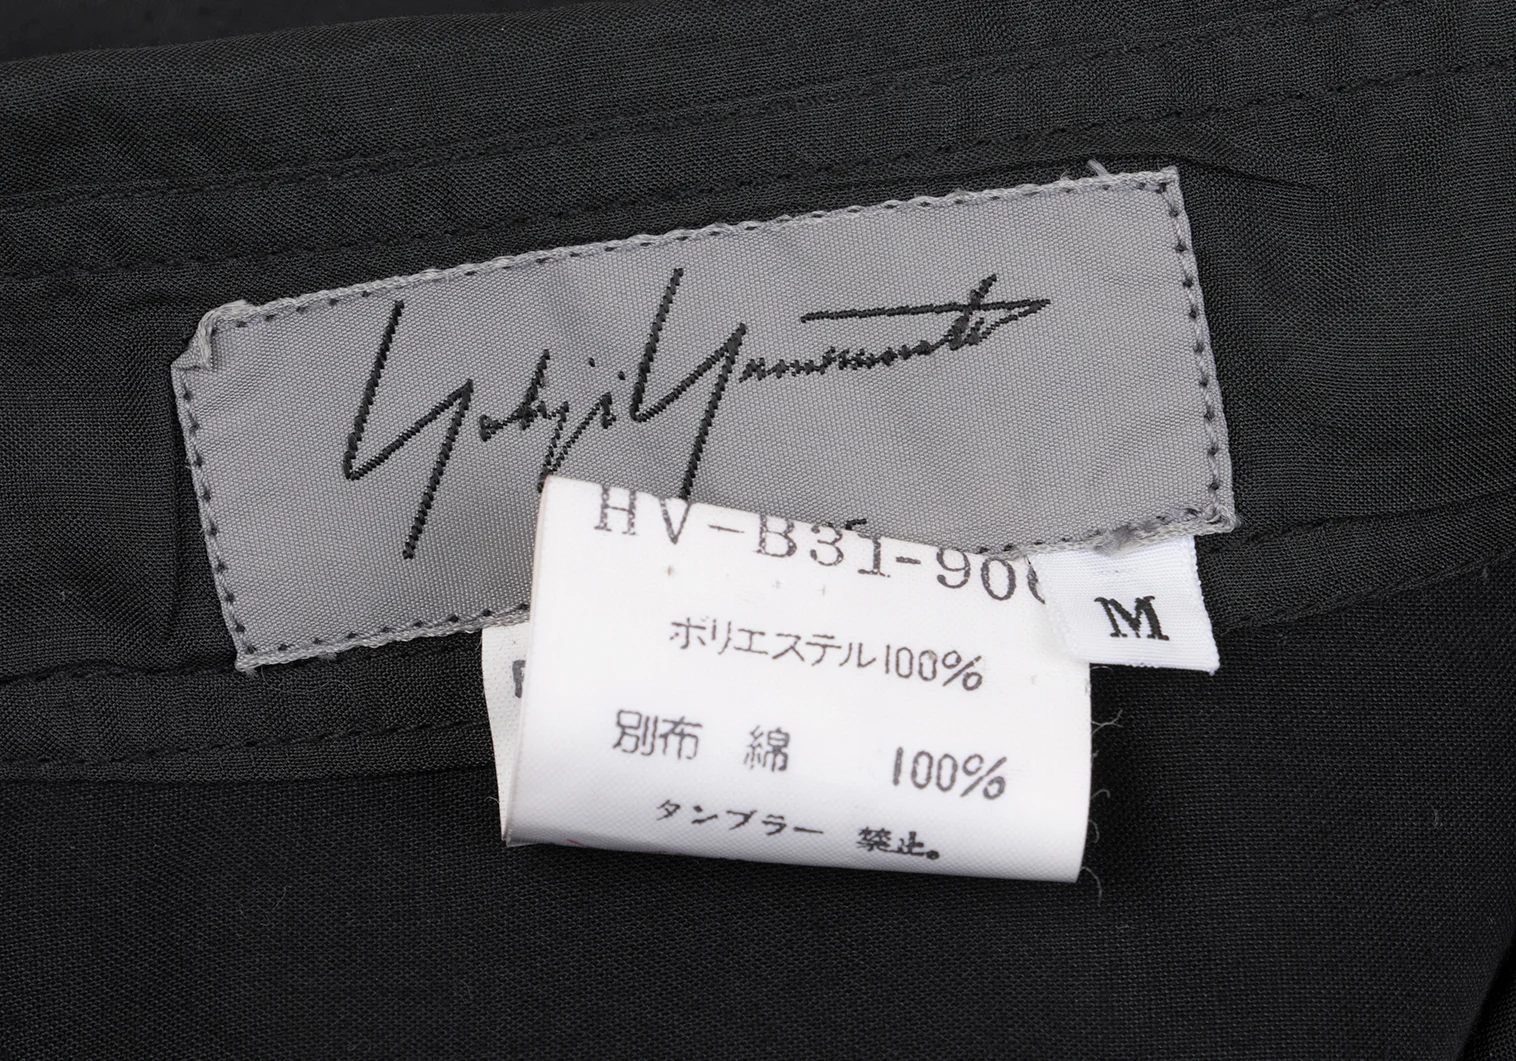 Yohji Yamamoto
HV-B31-90
M
ポリエステル100%
別布 綿 100%
タンブラー 禁止。